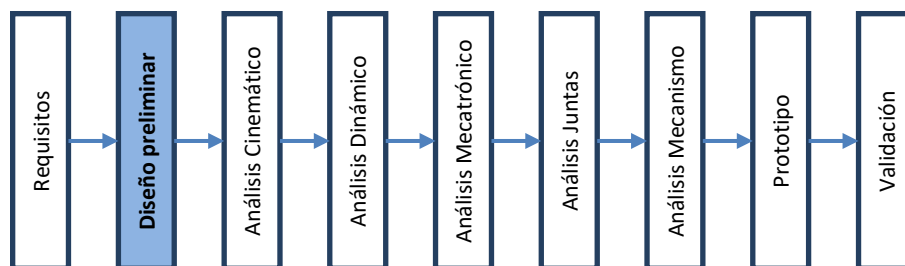 Requisitos
Diseño preliminar
Análisis Cinemático
Análisis Dinámico
Análisis Mecatrónico
Análisis Juntas
Análisis Mecanismo
Prototipo
Validación